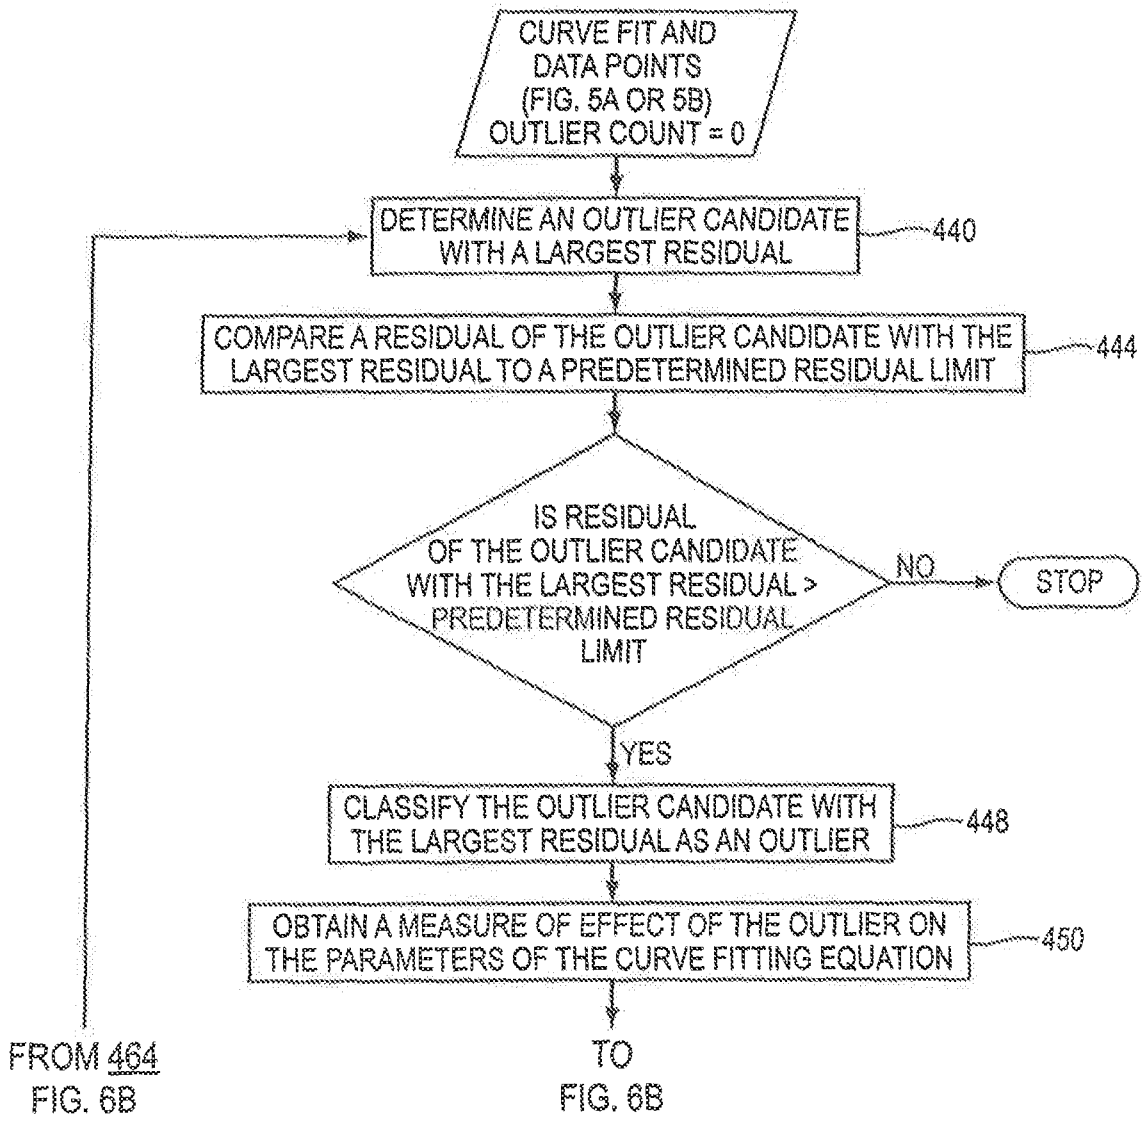 CURVE FIT AND
DATA POINTS
(FIG. 5A OR 5B)
OUTLIER COUNT = 0
DETERMINE AN OUTLIER CANDIDATE
WITH A LARGEST RESIDUAL
440
COMPARE A RESIDUAL OF THE OUTLIER CANDIDATE WITH THE
LARGEST RESIDUAL TO A PREDETERMINED RESIDUAL LIMIT
444
IS RESIDUAL
OF THE OUTLIER CANDIDATE
WITH THE LARGEST RESIDUAL >
PREDETERMINED RESIDUAL
LIMIT
NO
STOP
YES
CLASSIFY THE OUTLIER CANDIDATE WITH
THE LARGEST RESIDUAL AS AN OUTLIER
448
OBTAIN A MEASURE OF EFFECT OF THE OUTLIER ON
THE PARAMETERS OF THE CURVE FITTING EQUATION
450
FROM 464
FIG. 6B
TO
FIG. 6B